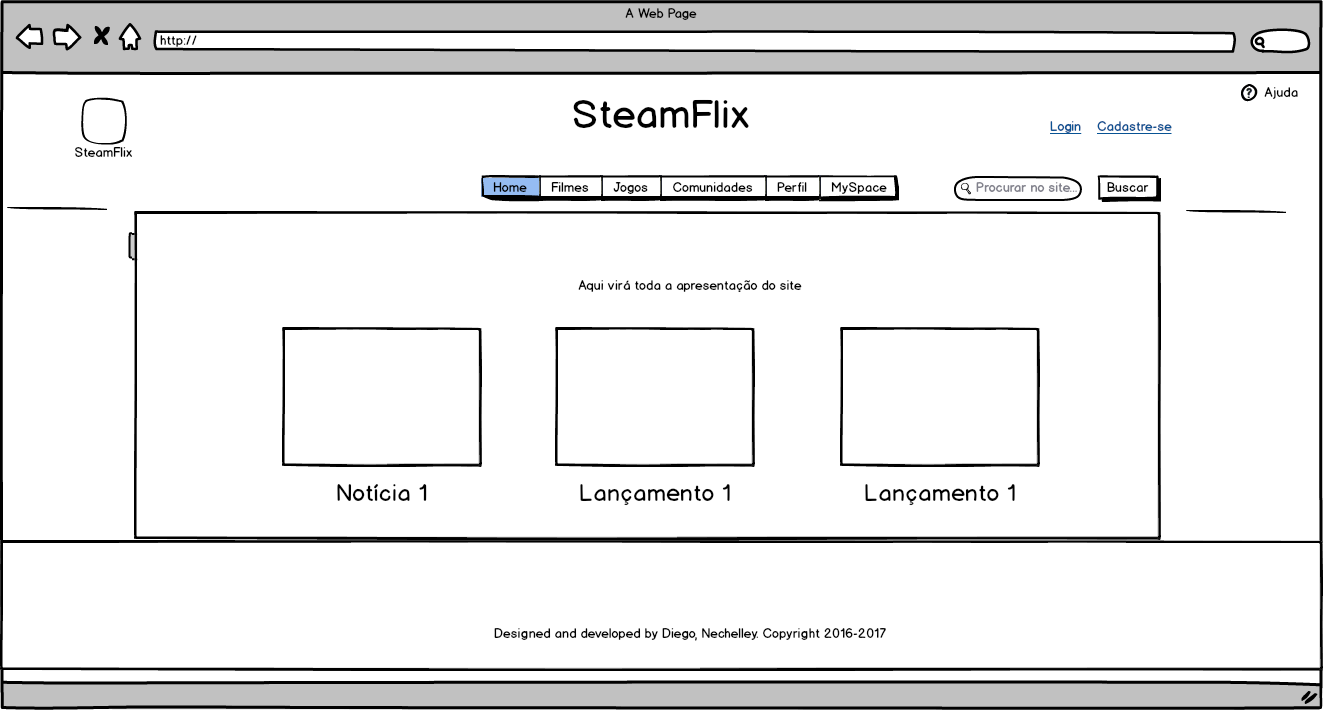 A Web Page
http://
Ajuda
SteamFlix
SteamFlix
Login Cadastre-se
Home Filmes Jogos Comunidades Perfil MySpace
Procurar no site... Buscar
Aqui virá toda a apresentação do site
Notícia 1 Lançamento 1 Lançamento 1
Designed and developed by Diego, Nechelley. Copyright 2016-2017